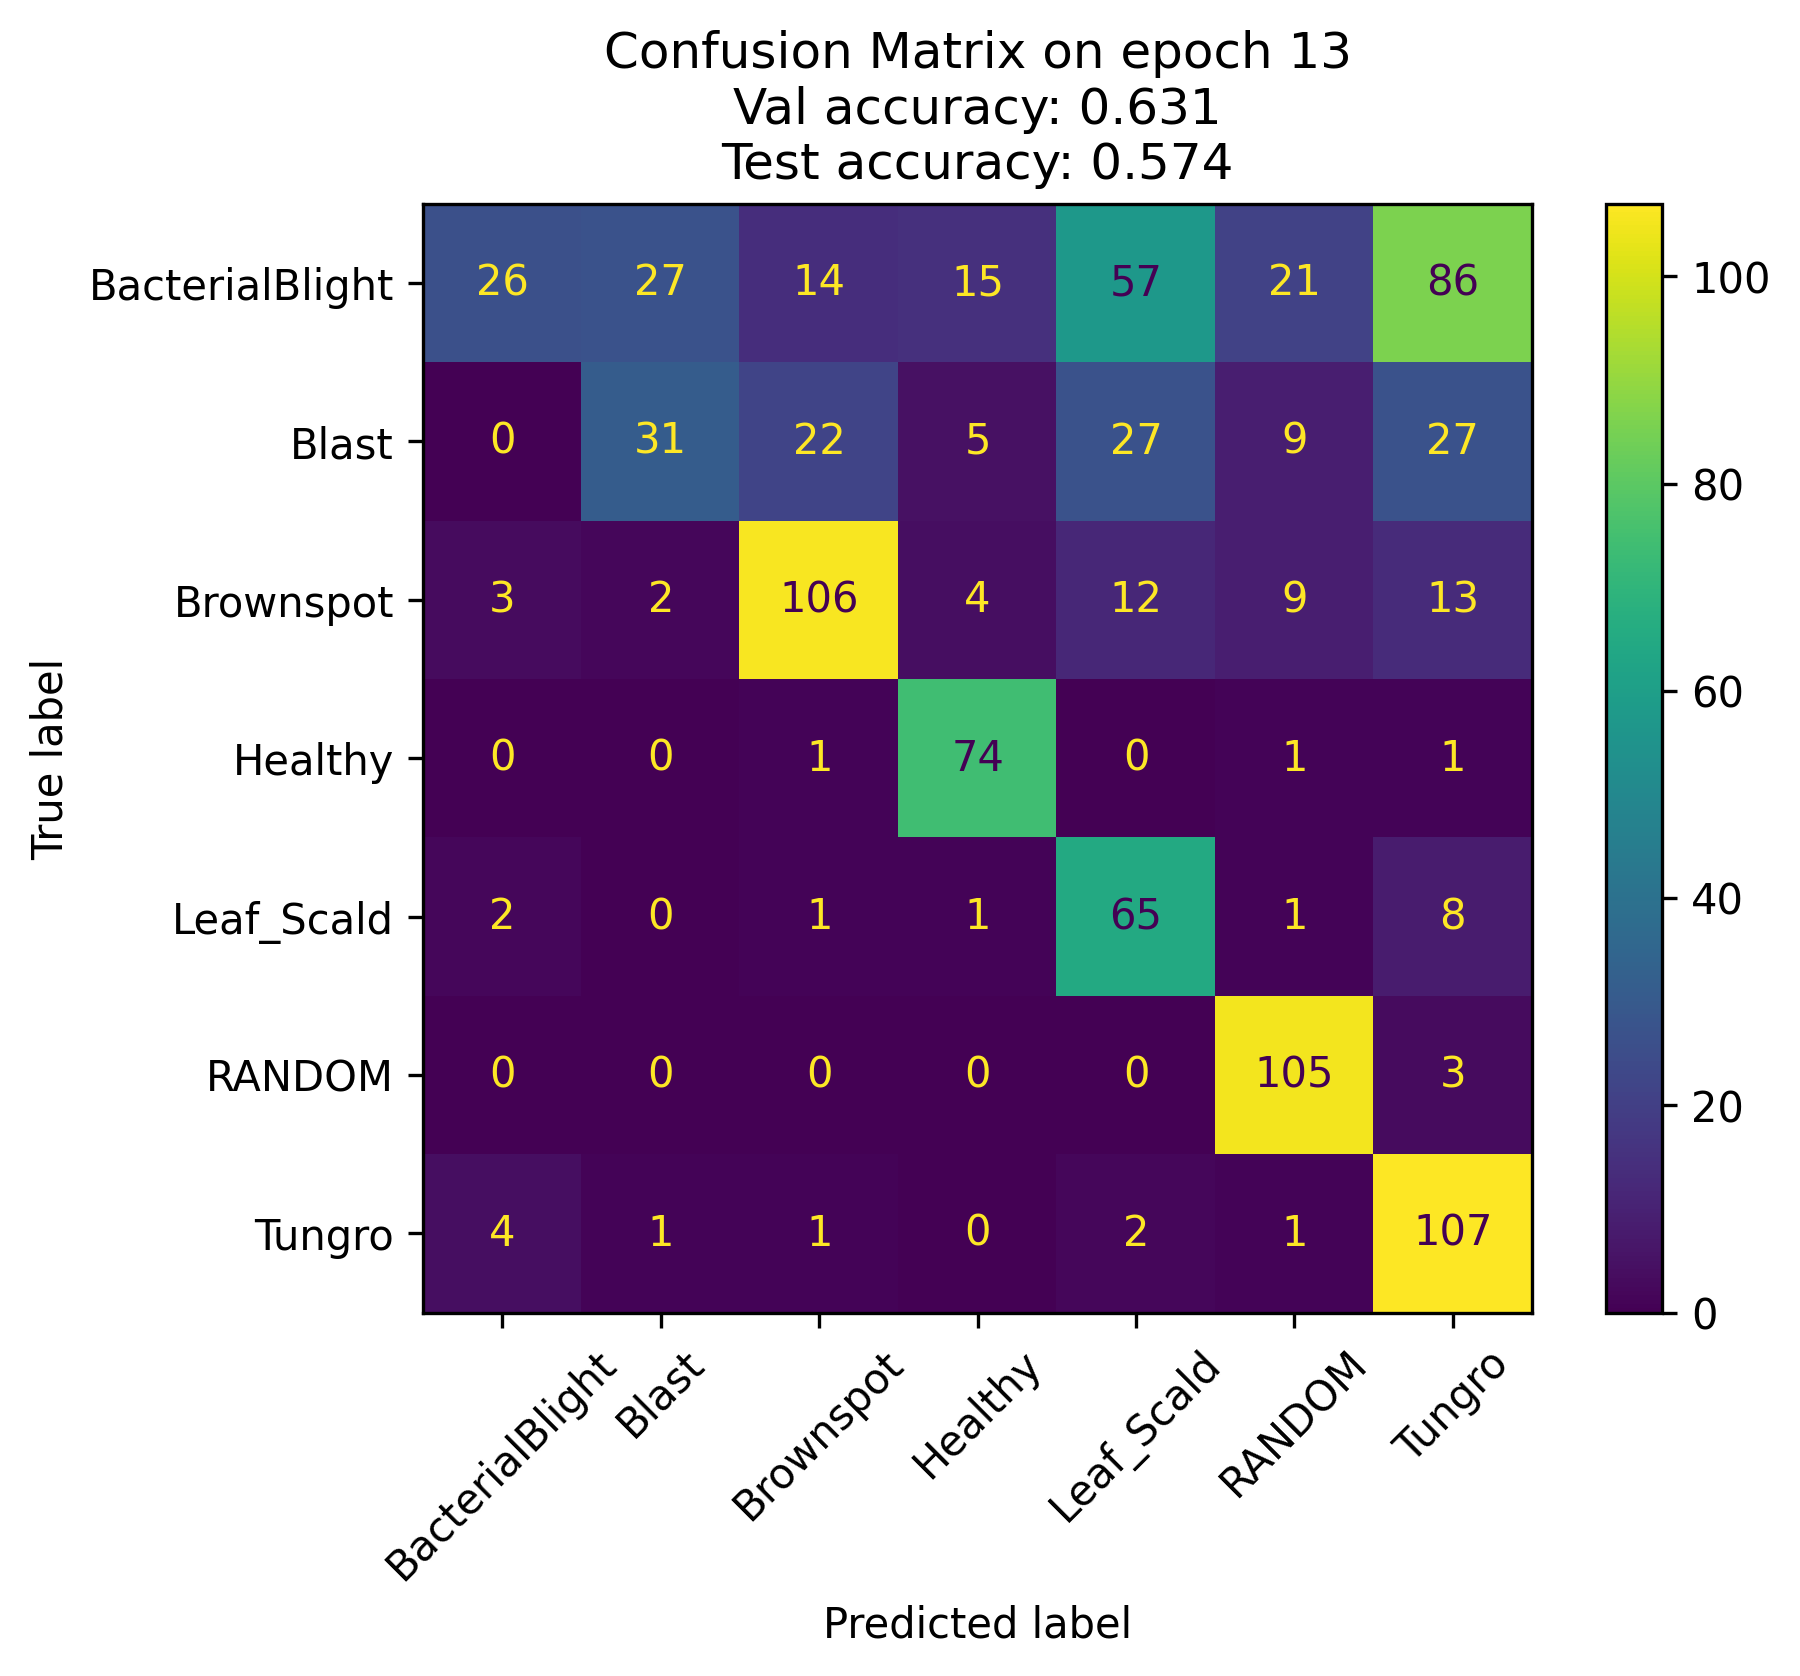 Confusion Matrix on epoch 13
Val accuracy: 0.631
Test accuracy: 0.574
BacterialBlight 26 27 14 15 57 21 86
Blast 0 31 22 5 27 9 27
Brownspot 3 2 106 4 12 9 13
Healthy 0 0 1 74 0 1 1
Leaf_Scald 2 0 1 1 65 1 8
RANDOM 0 0 0 0 0 105 3
Tungro 4 1 1 0 2 1 107
True label
BacterialBlight Blast Brownspot Healthy Leaf_Scald RANDOM Tungro
Predicted label
100
80
60
40
20
0